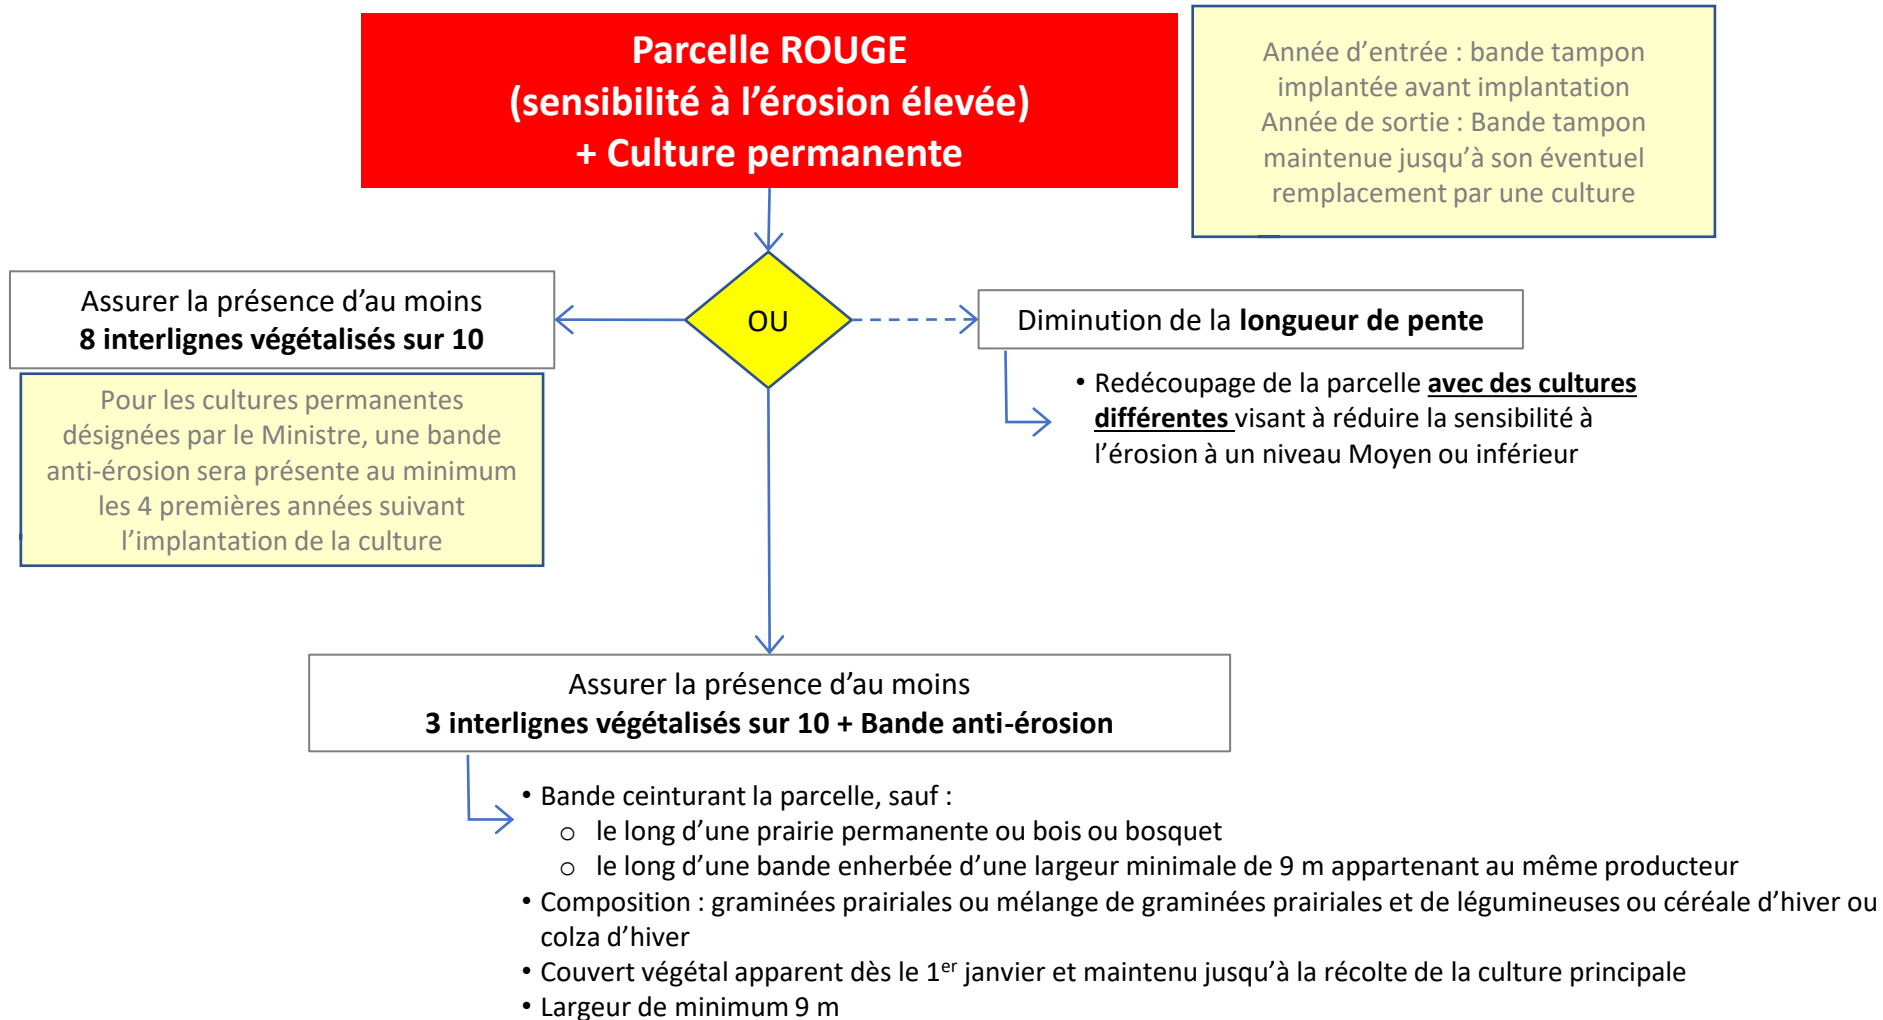 Parcelle ROUGE
(sensibilité à l'érosion élevée)
+ Culture permanente
Année d'entrée : bande tampon
implantée avant implantation
Année de sortie : Bande tampon
maintenue jusqu'à son éventuel
remplacement par une culture
Assurer la présence d'au moins
8 interlignes végétalisés sur 10
OU
Diminution de la longueur de pente
Pour les cultures permanentes
désignées par le Ministre, une bande
anti-érosion sera présente au minimum
les 4 premières années suivant
l'implantation de la culture
• Redécoupage de la parcelle avec des cultures
différentes visant à réduire la sensibilité à
l'érosion à un niveau Moyen ou inférieur
Assurer la présence d'au moins
3 interlignes végétalisés sur 10 + Bande anti-érosion
• Bande ceinturant la parcelle, sauf :
o le long d'une prairie permanente ou bois ou bosquet
o le long d'une bande enherbée d'une largeur minimale de 9 m appartenant au même producteur
• Composition : graminées prairiales ou mélange de graminées prairiales et de légumineuses ou céréale d'hiver ou
colza d'hiver
• Couvert végétal apparent dès le 1er janvier et maintenu jusqu'à la récolte de la culture principale
• Largeur de minimum 9 m